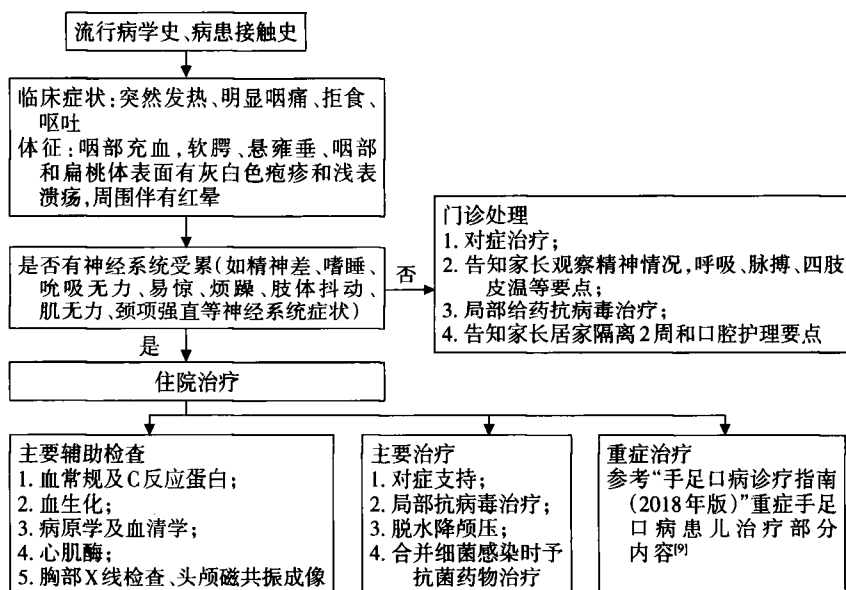 流行病学史、病患接触史
临床症状:突然发热、明显咽痛、拒食、
呕吐
体征:咽部充血,软腭、悬雍垂、咽部
和扁桃体表面有灰白色疱疹和浅表
溃疡,周围伴有红晕
是否有神经系统受累(如精神差、嗜睡、
吮吸无力、易惊、烦躁、肢体抖动、
肌无力、颈项强直等神经系统症状)
否
门诊处理
1. 对症治疗;
2. 告知家长观察精神情况,呼吸、脉搏、四肢
皮温等要点;
3. 局部给药抗病毒治疗;
4. 告知家长居家隔离2周和口腔护理要点
是
住院治疗
主要辅助检查
1. 血常规及C反应蛋白;
2. 血生化;
3. 病原学及血清学;
4. 心肌酶;
5. 胸部X线检查、头颅磁共振成像
主要治疗
1. 对症支持;
2. 局部抗病毒治疗;
3. 脱水降颅压;
4. 合并细菌感染时予
抗菌药物治疗
重症治疗
参考“手足口病诊疗指南
(2018年版)”重症手足
口病患儿治疗部分
内容[9]